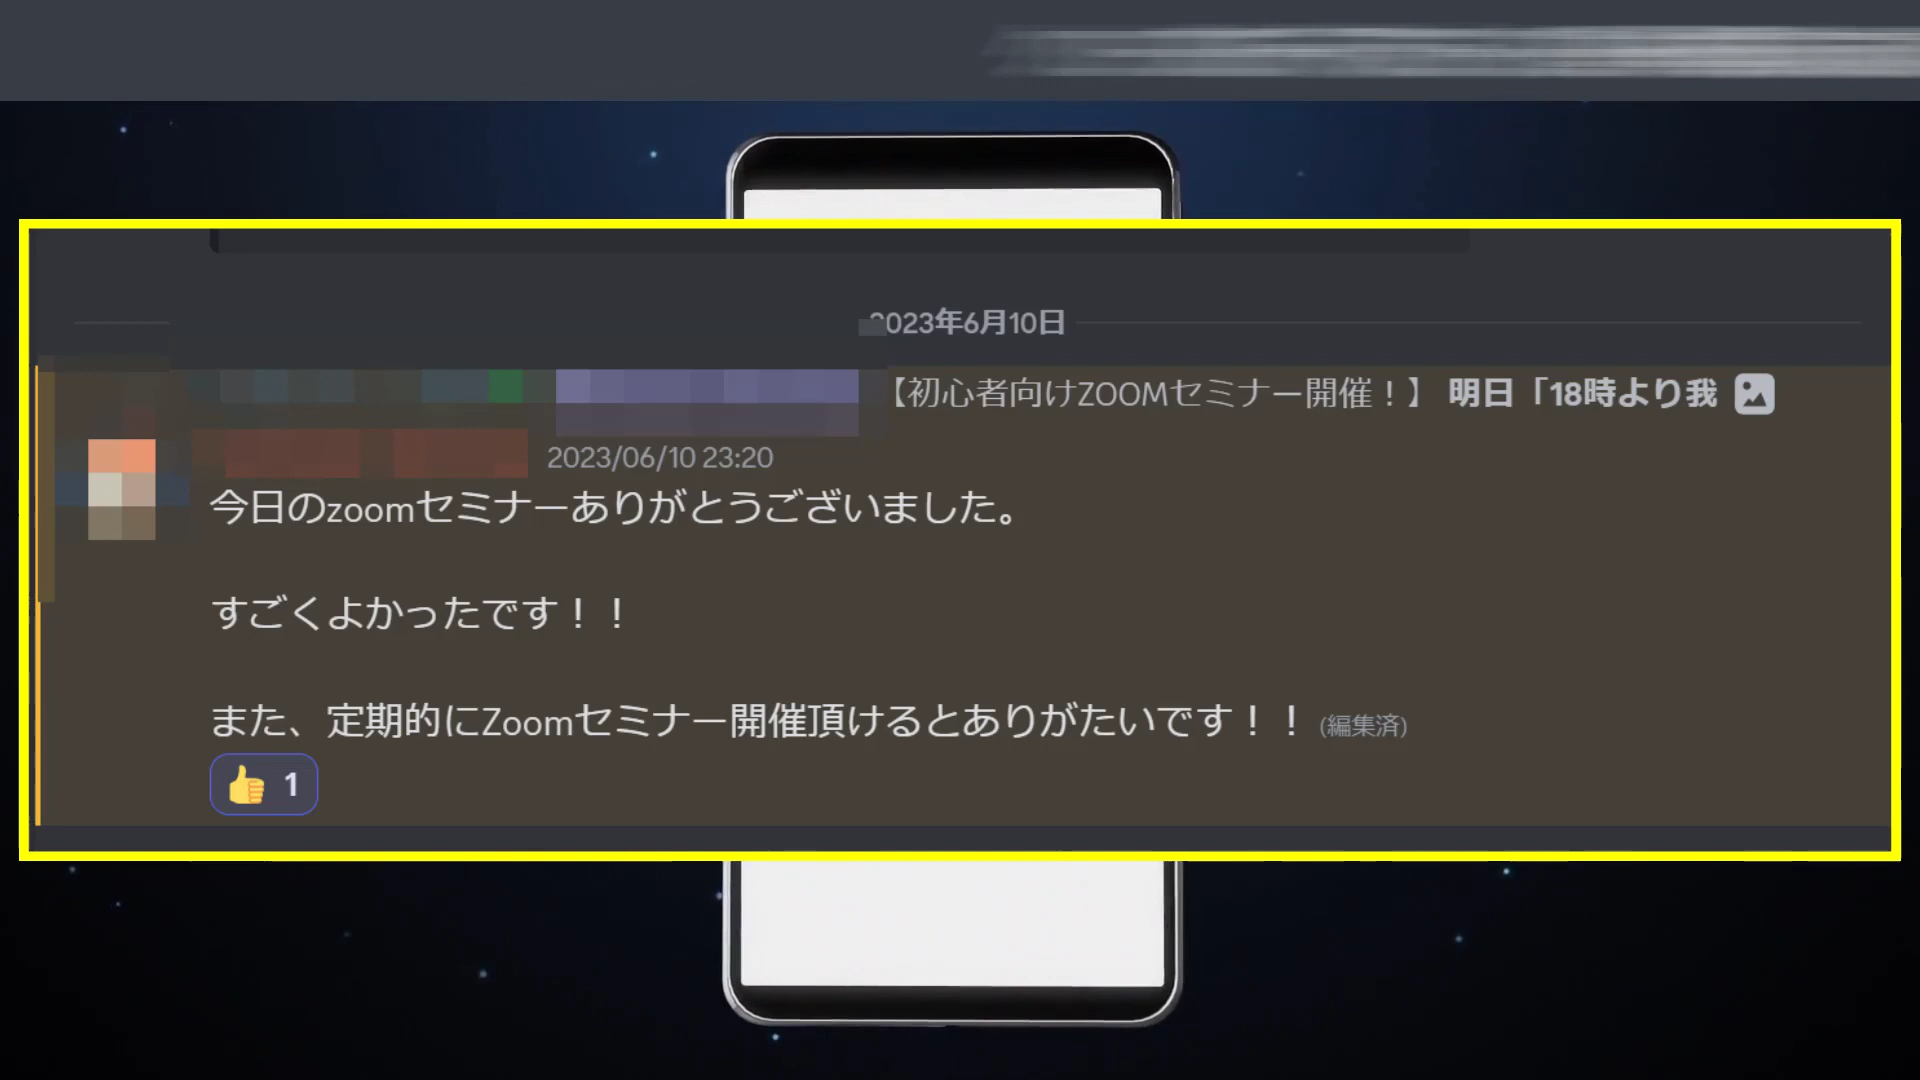 2023年6月10日
【初心者向けZOOMセミナー開催！】 明日「18時より我
2023/06/10 23:20
今日のzoomセミナーありがとうございました。
すごくよかったです！！
また、定期的にZoomセミナー開催頂けるとありがたいです！！ (編集済)
1